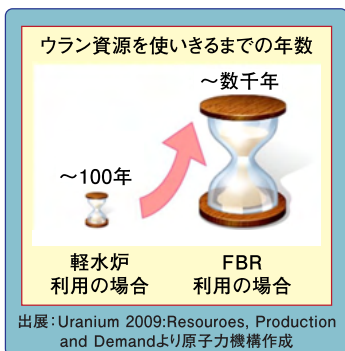 ウラン資源を使いきるまでの年数
～数千年
～100年
軽水炉
利用の場合
FBR
利用の場合
出展：Uranium 2009:Resouroes, Production
and Demandより原子力機構作成